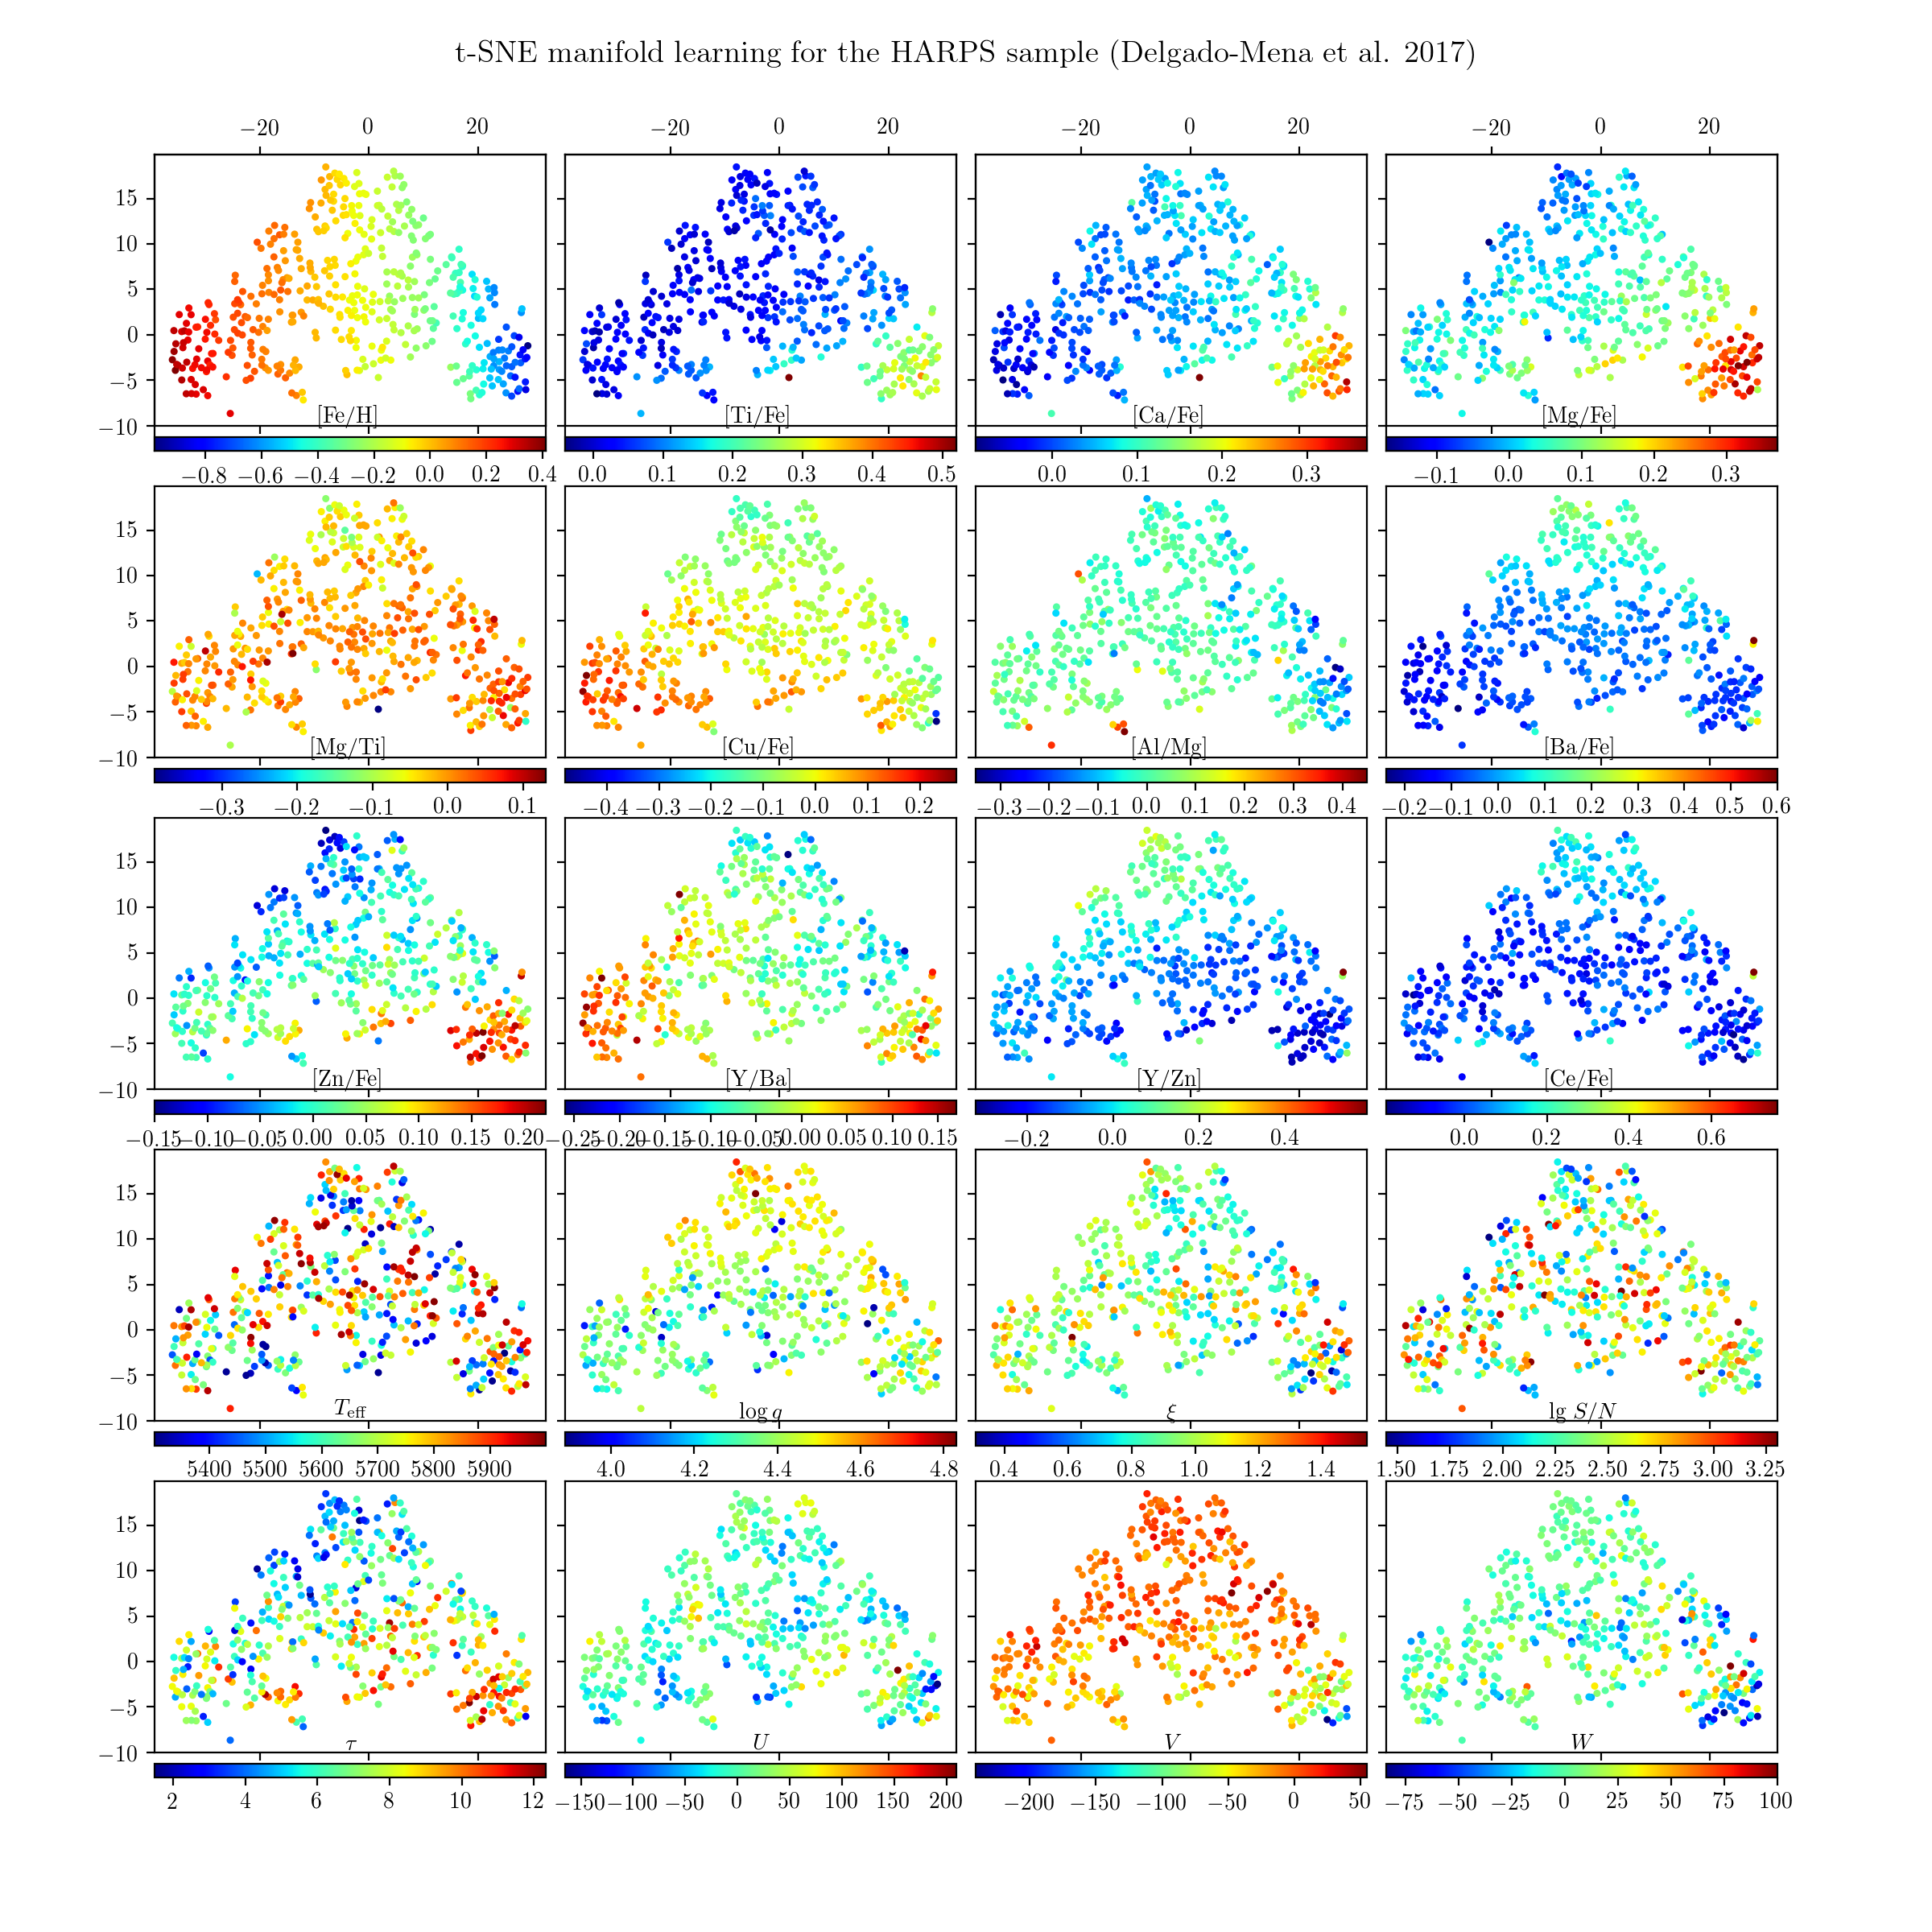 t-SNE manifold learning for the HARPS sample (Delgado-Mena et al. 2017)
−20 0 20 −20 0 20 −20 0 20 −20 0 20
15
10
5
0
−5
−10
[Fe/H] [Ti/Fe] [Ca/Fe] [Mg/Fe]
−0.8 −0.6 −0.4 −0.2 0.0 0.2 0.4 0.0 0.1 0.2 0.3 0.4 0.5 0.0 0.1 0.2 0.3 −0.1 0.0 0.1 0.2 0.3
15
10
5
0
−5
−10
[Mg/Ti] [Cu/Fe] [Al/Mg] [Ba/Fe]
−0.3 −0.2 −0.1 0.0 0.1 −0.4 −0.3 −0.2 −0.1 0.0 0.1 0.2 −0.3 −0.2 −0.1 0.0 0.1 0.2 0.3 0.4 −0.2 −0.1 0.0 0.1 0.2 0.3 0.4 0.5 0.6
15
10
5
0
−5
−10
[Zn/Fe] [Y/Ba] [Y/Zn] [Ce/Fe]
−0.15 −0.10 −0.05 0.00 0.05 0.10 0.15 0.20 −0.25 −0.20 −0.15 −0.10 −0.05 0.00 0.05 0.10 0.15 −0.2 0.0 0.2 0.4 0.0 0.2 0.4 0.6
15
10
5
0
−5
−10
T_eff log g ξ lg S/N
5400 5500 5600 5700 5800 5900 4.0 4.2 4.4 4.6 4.8 0.4 0.6 0.8 1.0 1.2 1.4 1.50 1.75 2.00 2.25 2.50 2.75 3.00 3.25
15
10
5
0
−5
−10
τ U V W
2 4 6 8 10 12 −150 −100 −50 0 50 100 150 200 −200 −150 −100 −50 0 50 −75 −50 −25 0 25 50 75 100